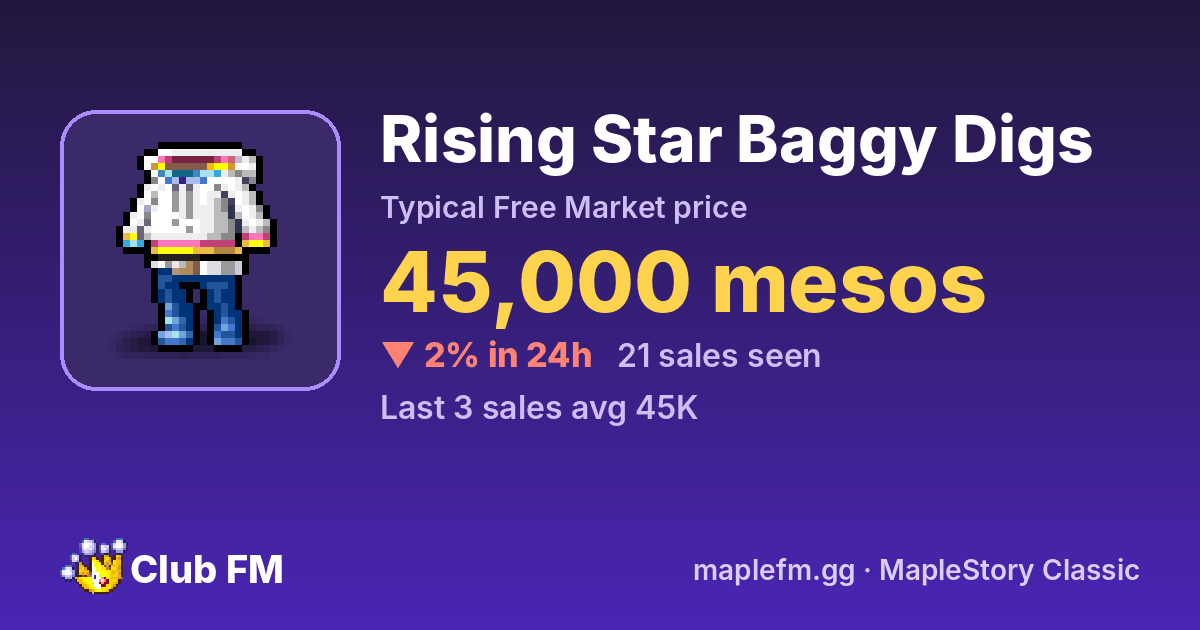 Rising Star Baggy Digs
Typical Free Market price
45,000 mesos
▼ 2% in 24h 21 sales seen
Last 3 sales avg 45K
Club FM
maplefm.gg · MapleStory Classic